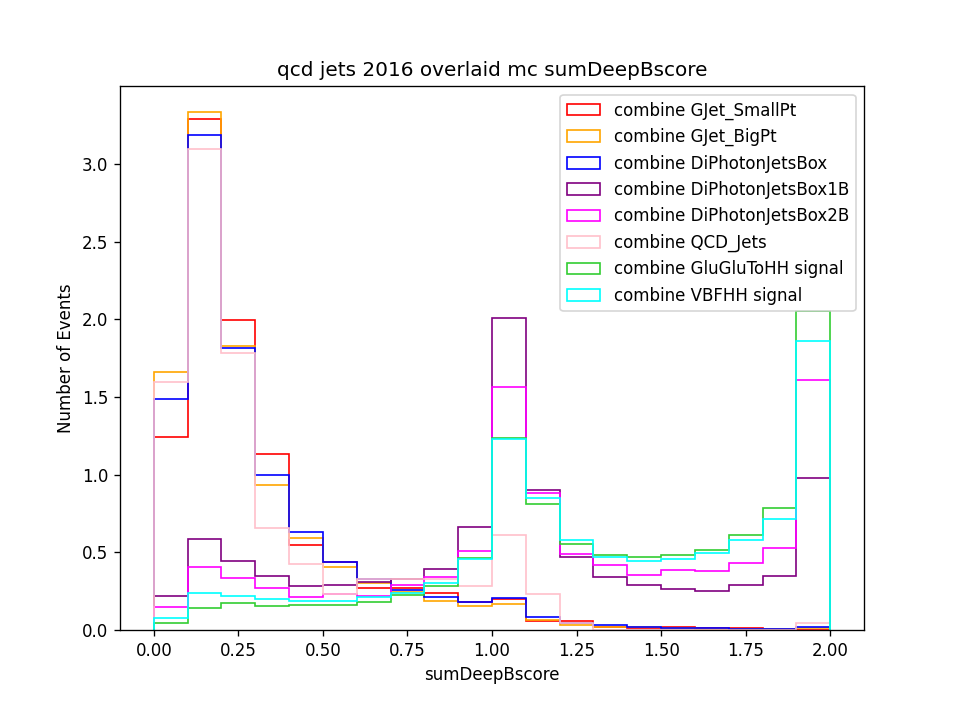 qcd jets 2016 overlaid mc sumDeepBscore
combine GJet_SmallPt
combine GJet_BigPt
combine DiPhotonJetsBox
combine DiPhotonJetsBox1B
combine DiPhotonJetsBox2B
combine QCD_Jets
combine GluGluToHH signal
combine VBFHH signal
Number of Events
3.0
2.5
2.0
1.5
1.0
0.5
0.0
0.00 0.25 0.50 0.75 1.00 1.25 1.50 1.75 2.00
sumDeepBscore